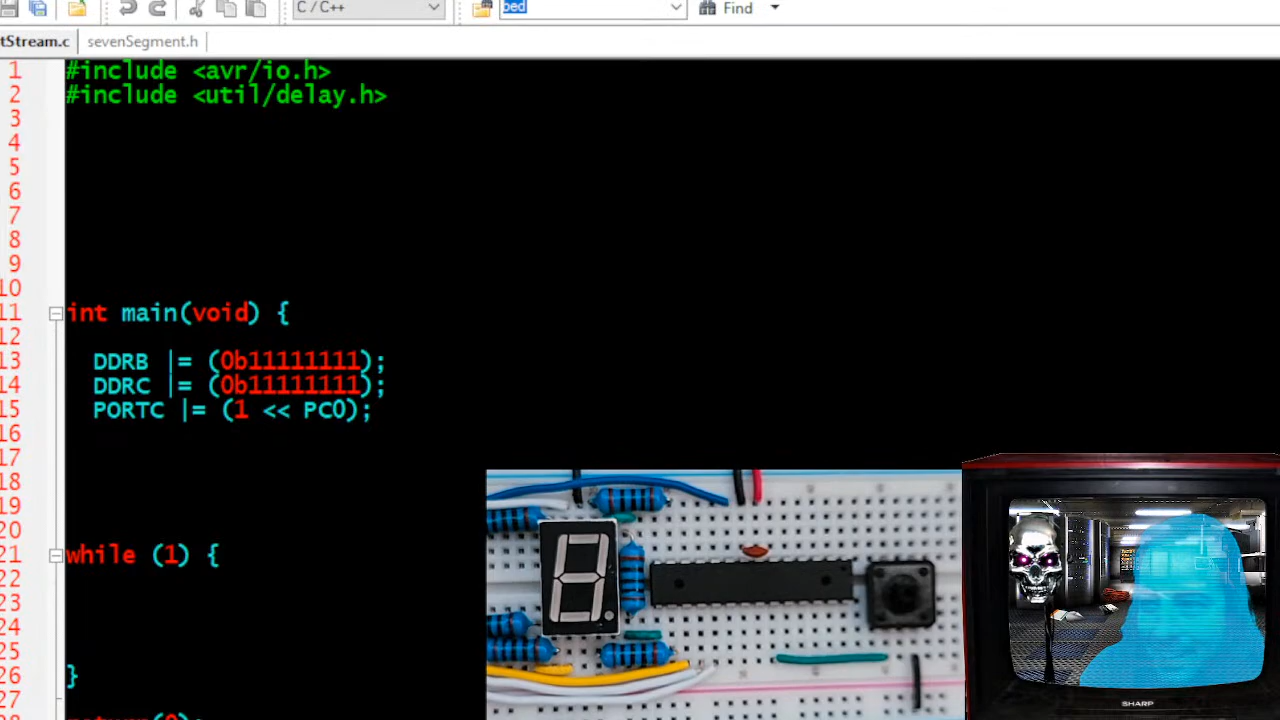 C / C++
bed
Find
tStream.c
sevenSegment.h
1 #include <avr/io.h>
2 #include <util/delay.h>
3
4
5
6
7
8
9
10
11 int main(void) {
12
13 DDRB |= (0b11111111);
14 DDRC |= (0b11111111);
15 PORTC |= (1 << PC0);
16
17
18
19
20
21 while (1) {
22
23
24
25
26 }
27
SHARP